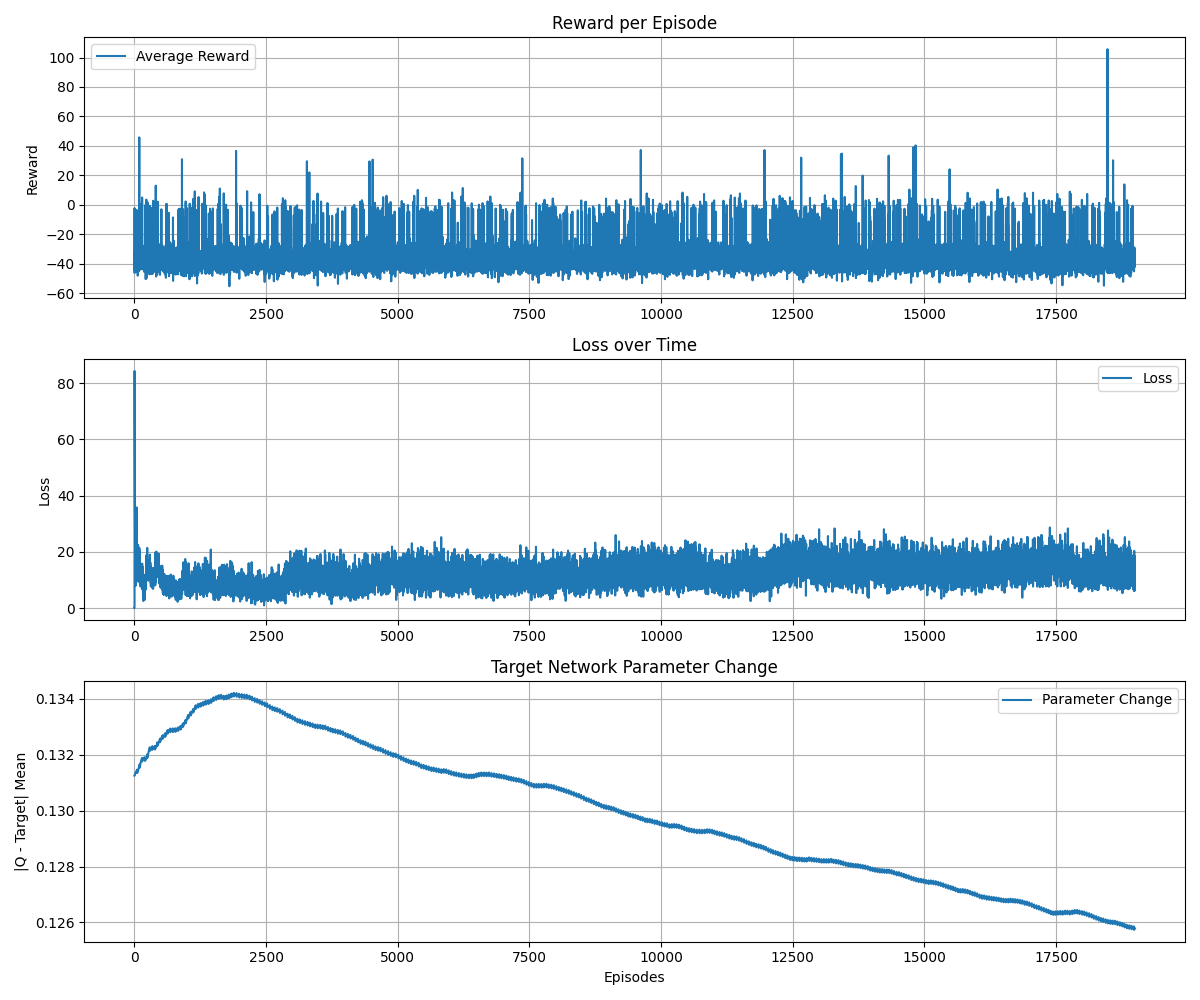 Reward per Episode
Average Reward
Reward
100
80
60
40
20
0
−20
−40
−60
0 2500 5000 7500 10000 12500 15000 17500
Loss over Time
Loss
Loss
80
60
40
20
0
0 2500 5000 7500 10000 12500 15000 17500
Target Network Parameter Change
Parameter Change
|Q - Target| Mean
0.134
0.132
0.130
0.128
0.126
0 2500 5000 7500 10000 12500 15000 17500
Episodes